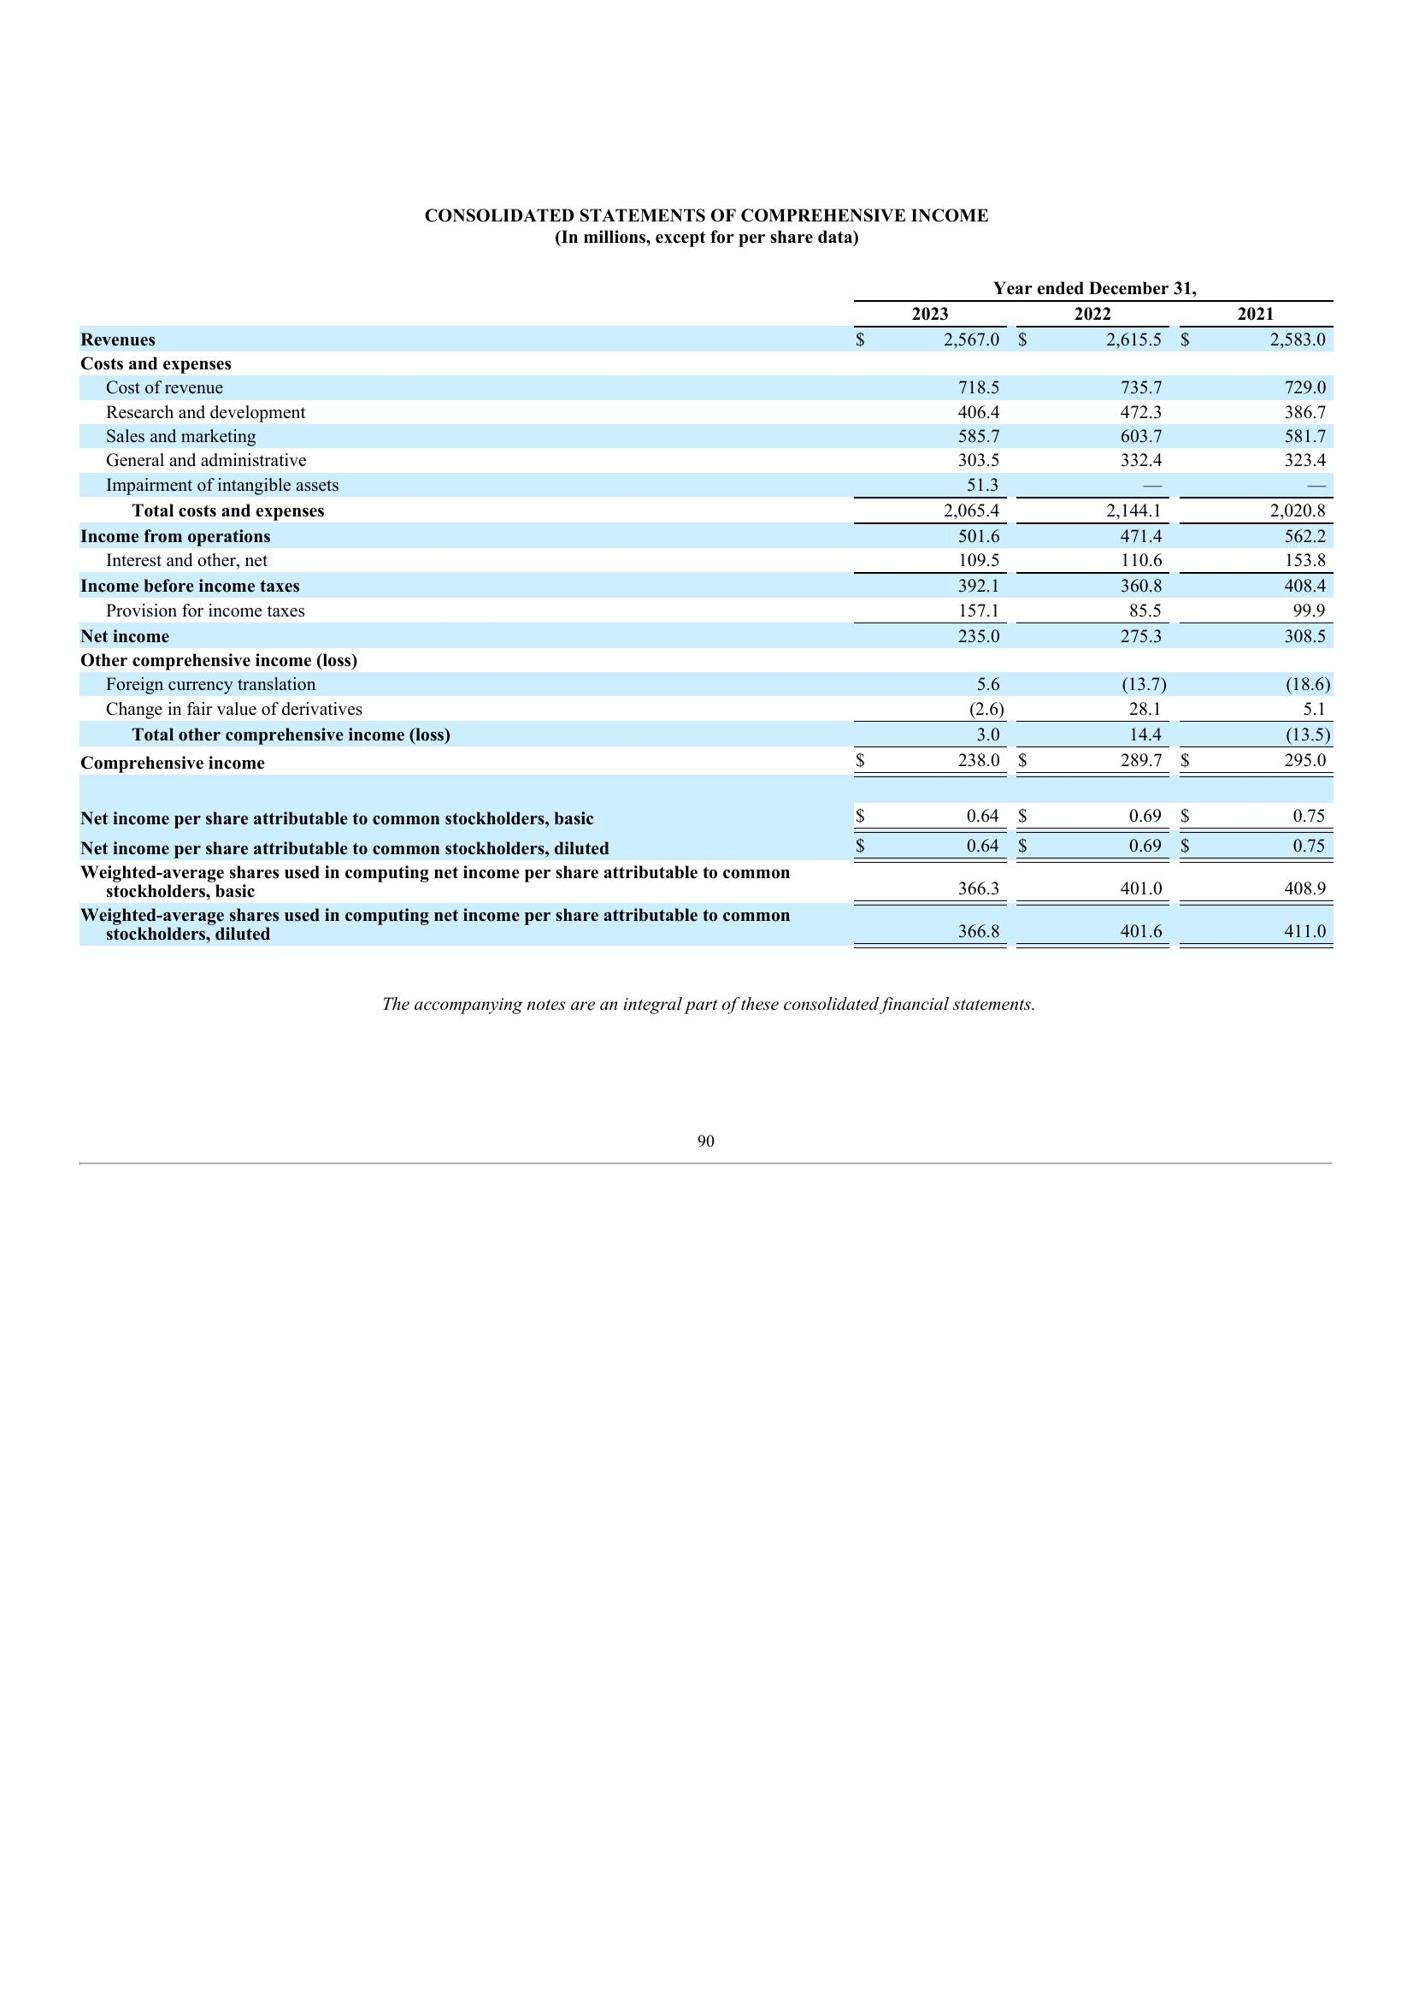 CONSOLIDATED STATEMENTS OF COMPREHENSIVE INCOME
(In millions, except for per share data)
Year ended December 31,
2023 2022 2021
Revenues $ 2,567.0 $ 2,615.5 $ 2,583.0
Costs and expenses
Cost of revenue 718.5 735.7 729.0
Research and development 406.4 472.3 386.7
Sales and marketing 585.7 603.7 581.7
General and administrative 303.5 332.4 323.4
Impairment of intangible assets 51.3 — —
Total costs and expenses 2,065.4 2,144.1 2,020.8
Income from operations 501.6 471.4 562.2
Interest and other, net 109.5 110.6 153.8
Income before income taxes 392.1 360.8 408.4
Provision for income taxes 157.1 85.5 99.9
Net income 235.0 275.3 308.5
Other comprehensive income (loss)
Foreign currency translation 5.6 (13.7) (18.6)
Change in fair value of derivatives (2.6) 28.1 5.1
Total other comprehensive income (loss) 3.0 14.4 (13.5)
Comprehensive income $ 238.0 $ 289.7 $ 295.0
Net income per share attributable to common stockholders, basic $ 0.64 $ 0.69 $ 0.75
Net income per share attributable to common stockholders, diluted $ 0.64 $ 0.69 $ 0.75
Weighted-average shares used in computing net income per share attributable to common
stockholders, basic 366.3 401.0 408.9
Weighted-average shares used in computing net income per share attributable to common
stockholders, diluted 366.8 401.6 411.0
The accompanying notes are an integral part of these consolidated financial statements.
90